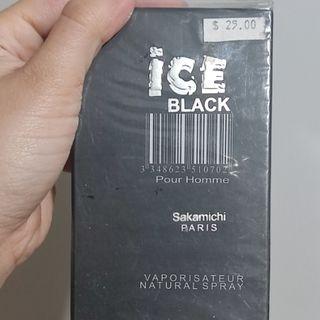 $ 29.00
ICE
BLACK
3 348623 510702
Pour Homme
Sakamichi
PARIS
VAPORISATEUR
NATURAL SPRAY